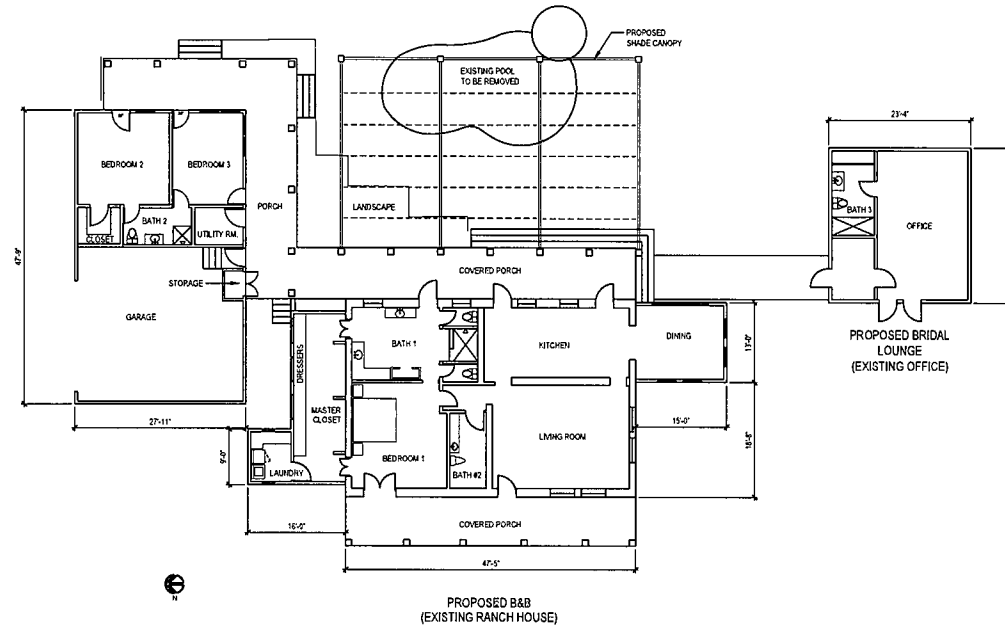 PROPOSED
SHADE CANOPY
EXISTING POOL
TO BE REMOVED
23'-4"
BEDROOM 2
BEDROOM 3
BATH 2
CLOSET
UTILITY RM.
PORCH
LANDSCAPE
BATH 3
OFFICE
47'-9"
STORAGE
COVERED PORCH
GARAGE
PROPOSED BRIDAL
LOUNGE
(EXISTING OFFICE)
DRESSERS
BATH 1
KITCHEN
DINING
13'-0"
MASTER
CLOSET
27'-11"
15'-0"
9'-0"
LAUNDRY
BEDROOM 1
BATH #2
LIVING ROOM
16'-0"
COVERED PORCH
47'-5"
N
PROPOSED B&B
(EXISTING RANCH HOUSE)